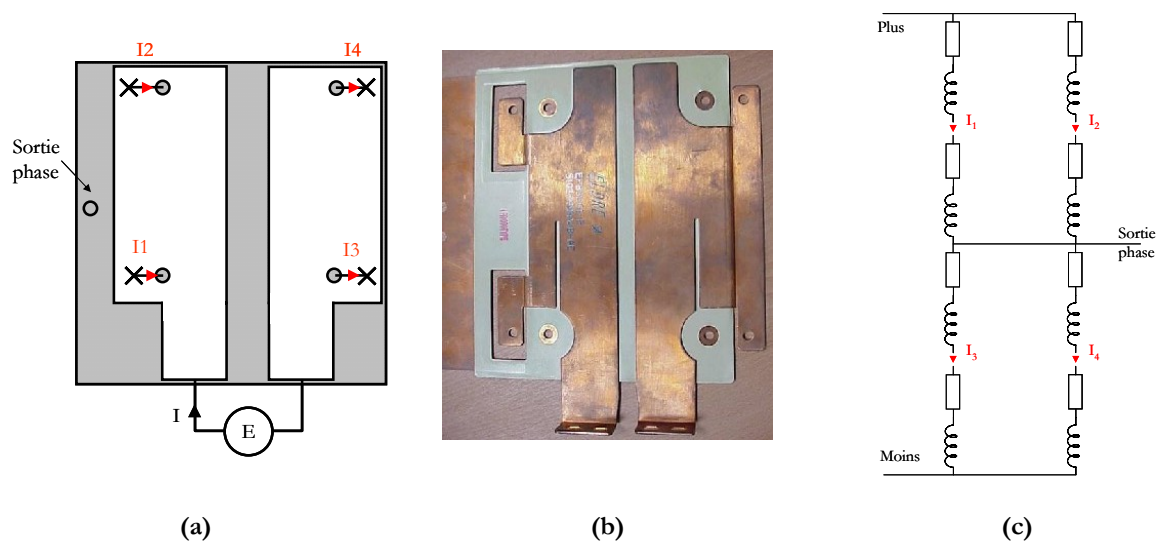 I2
I4
Sortie
phase
I1
I3
I
E
(a)
(b)
Plus
I₁
I₂
Sortie
phase
I₃
I₄
Moins
(c)